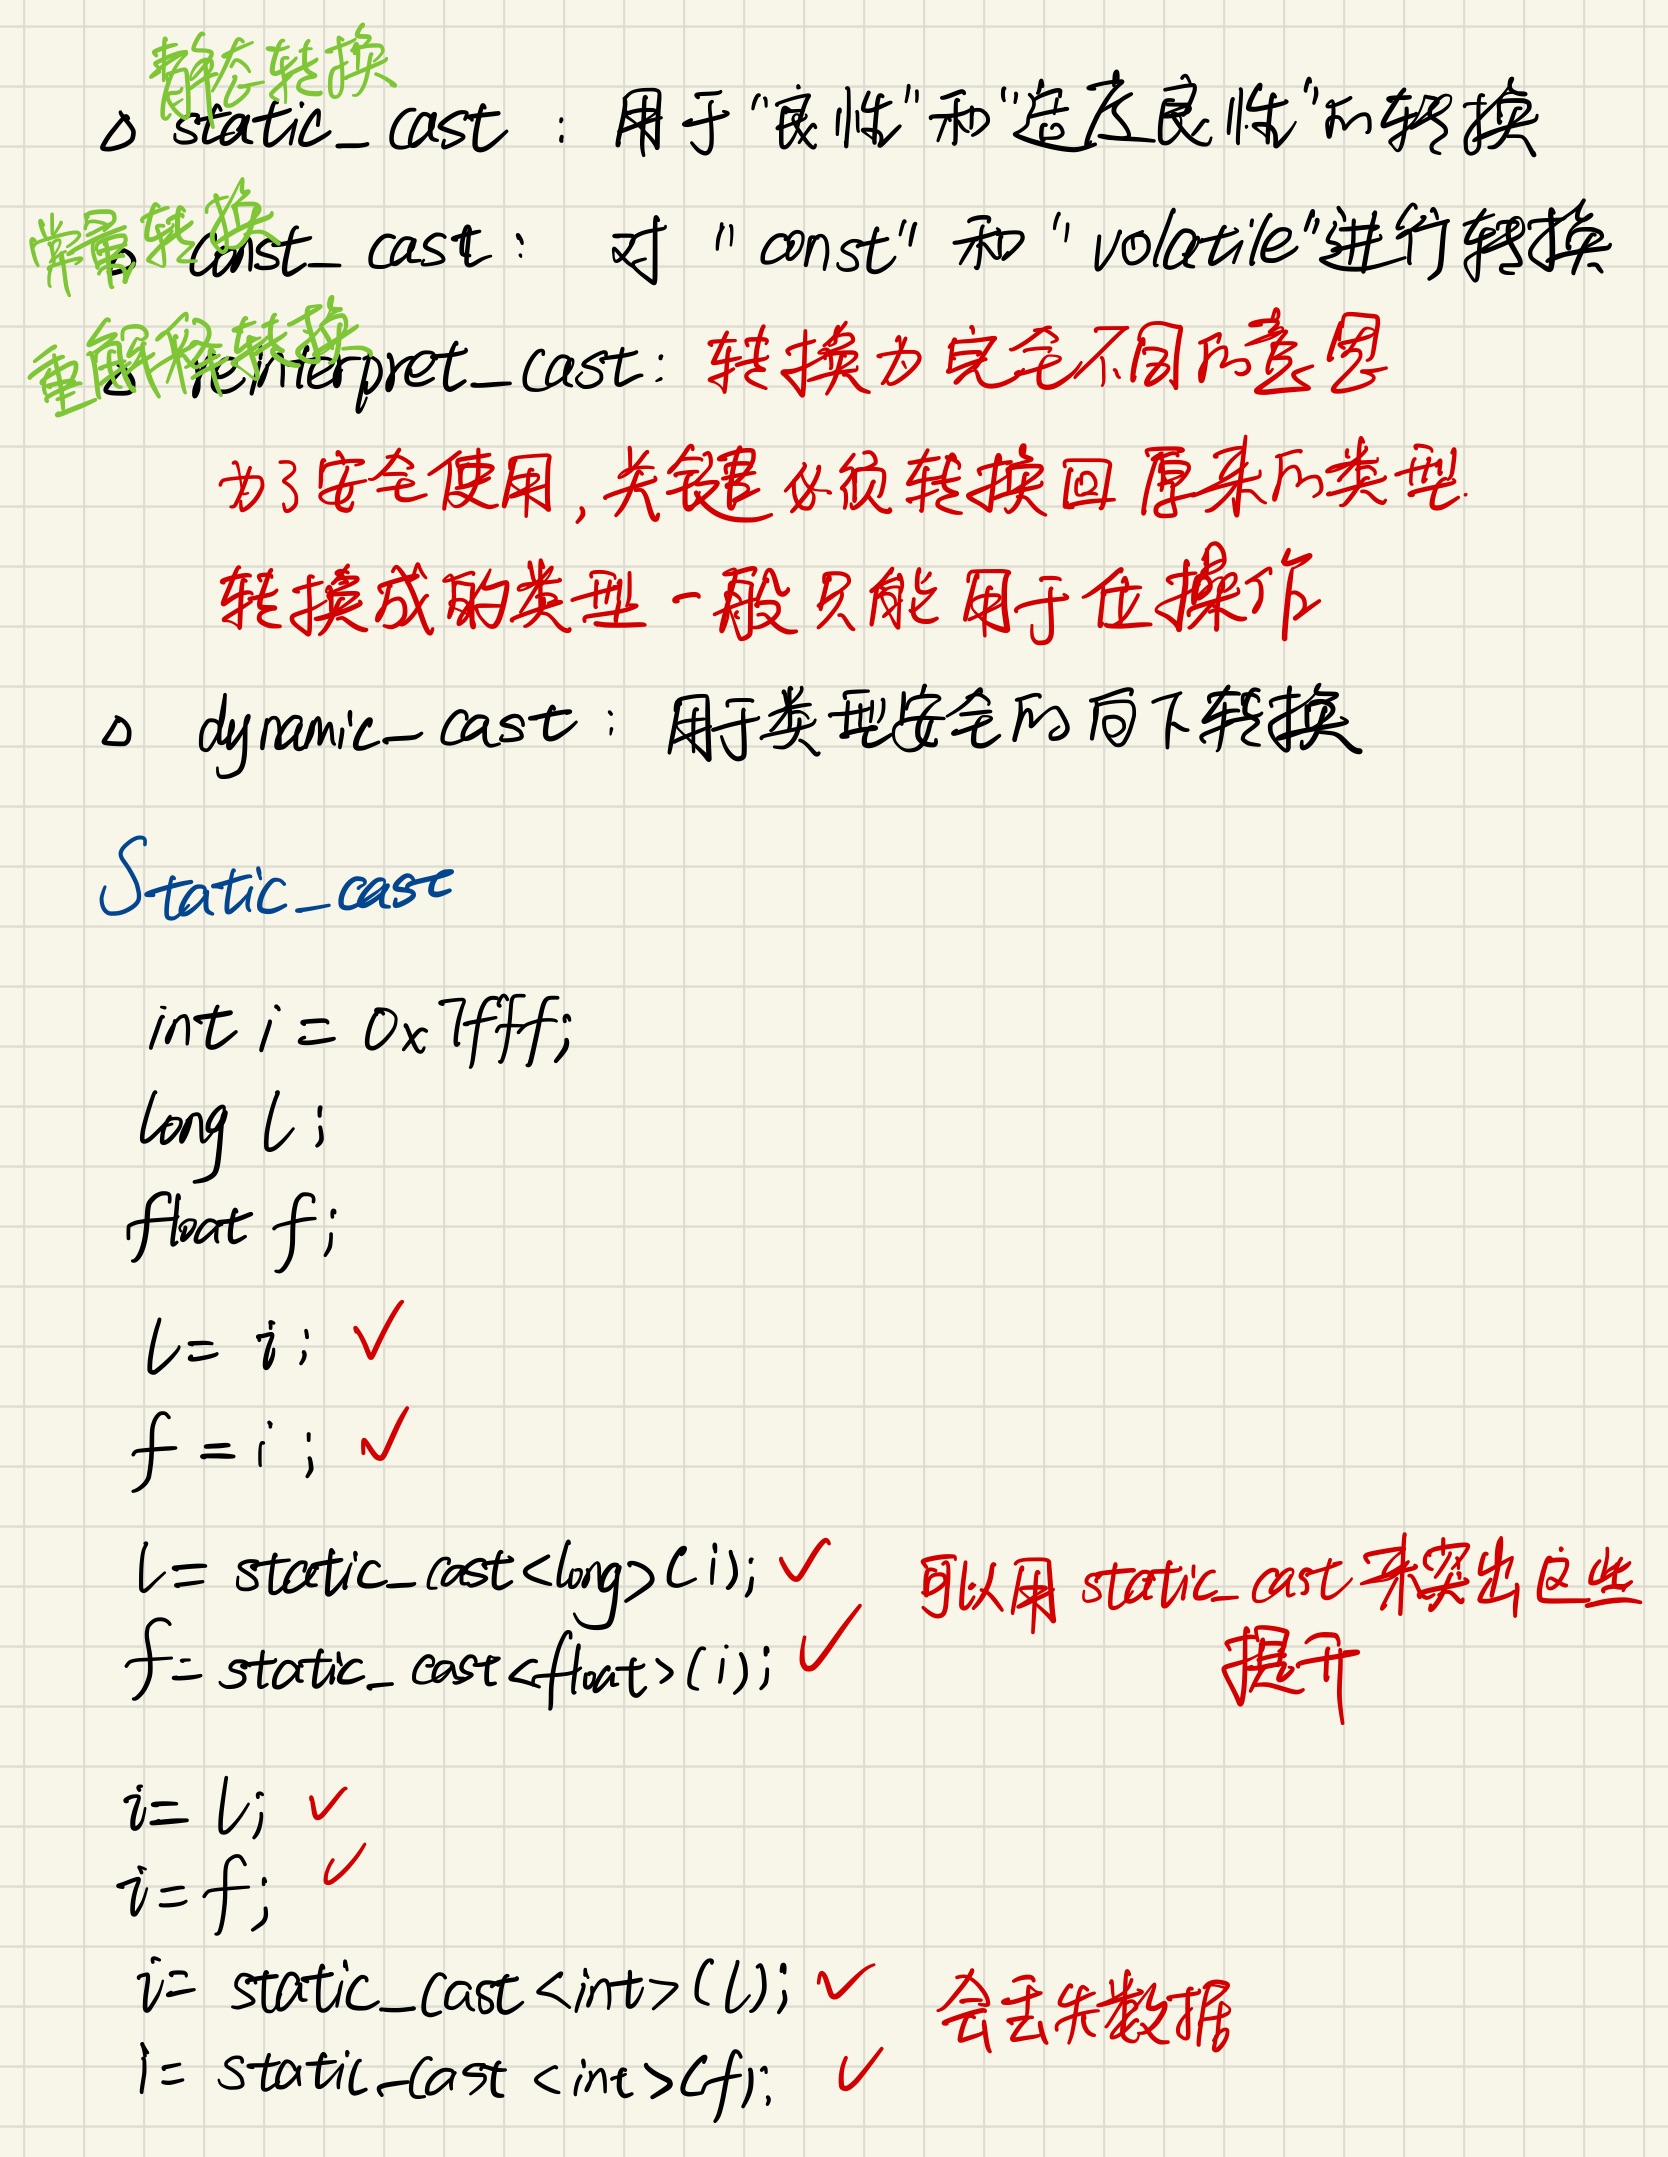 静态转换
△ static_cast : 用于"良性"和"适度良性"的转换
常量转换
△ const_cast: 对 "const" 和 "volatile"进行转换
重解释转换
△ reinterpret_cast: 转换为完全不同的意思
为了安全使用,关键必须转换回原来的类型.
转换成的类型一般只能用于位操作
△ dynamic_cast: 用于类型安全的向下转换
Static_cast
int i = 0x7fff;
long l;
float f;
l = i; ✓
f = i; ✓
l = static_cast<long>(i); ✓ 可以用 static_cast 来突出这些
f = static_cast<float>(i); ✓ 提升
i = l; ✓
i = f; ✓
i = static_cast<int>(l); ✓ 会丢失数据
i = static_cast<int>(f); ✓